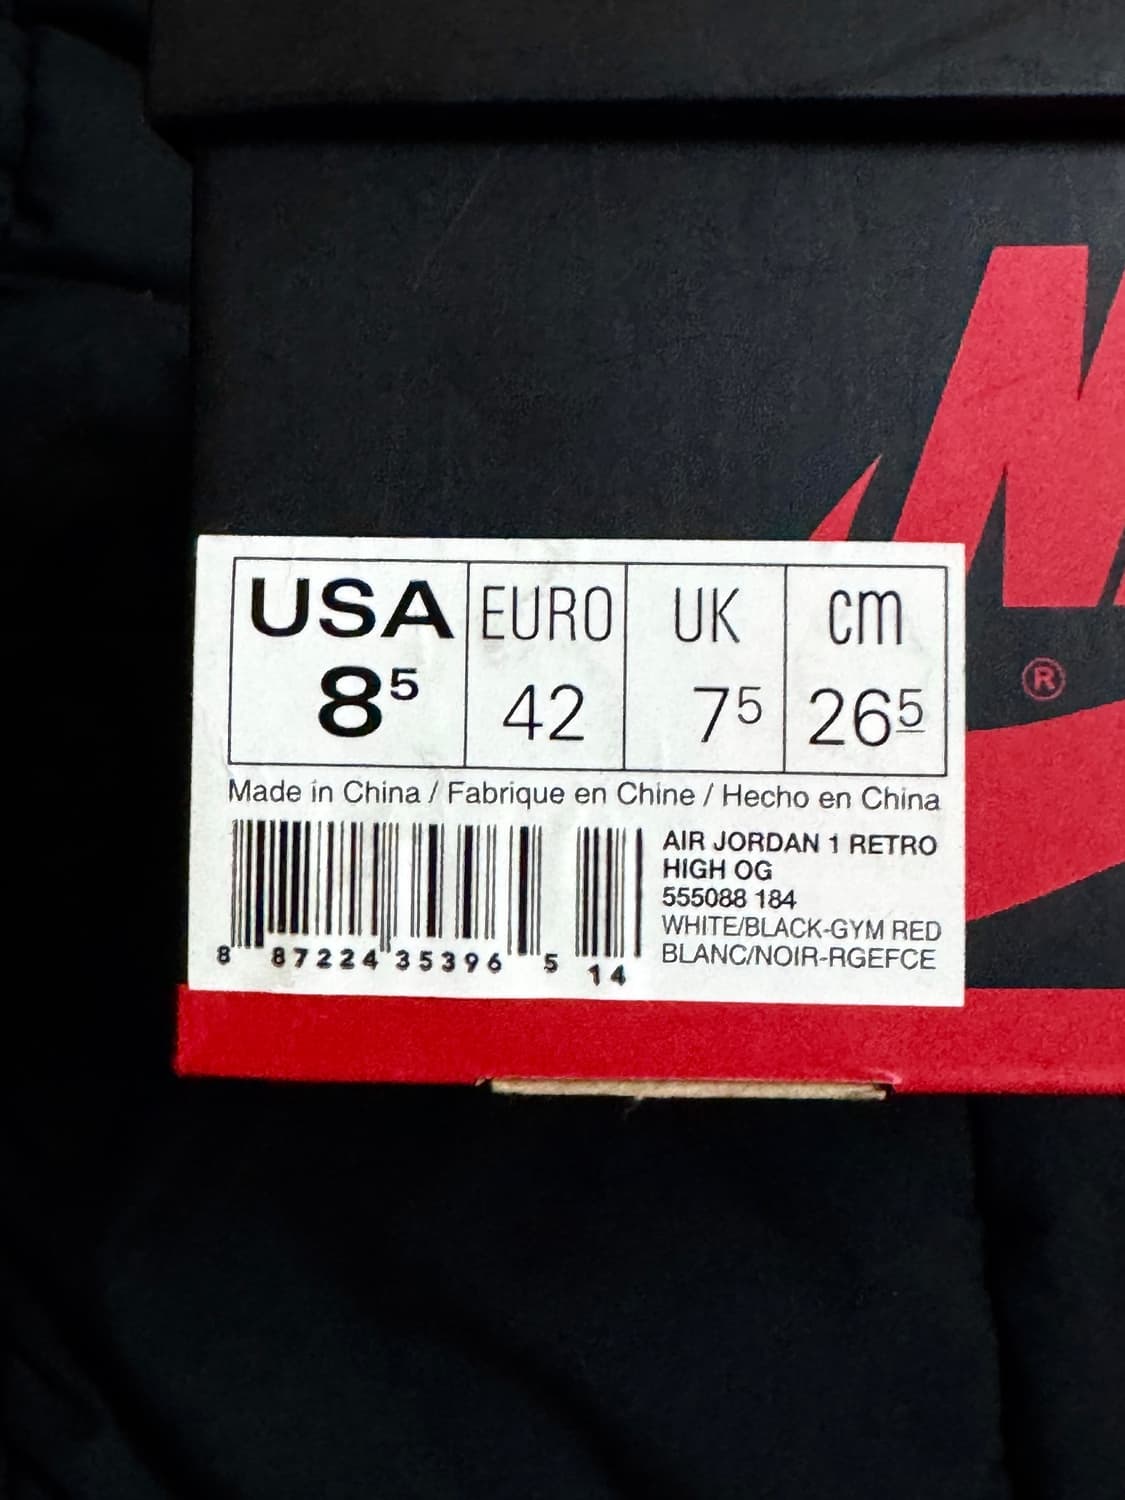 USA EURO UK cm
8⁵ 42 7⁵ 26⁵
Made in China / Fabrique en Chine / Hecho en China
AIR JORDAN 1 RETRO
HIGH OG
555088 184
WHITE/BLACK-GYM RED
BLANC/NOIR-RGEFCE
8 87224 35396 5 14
®